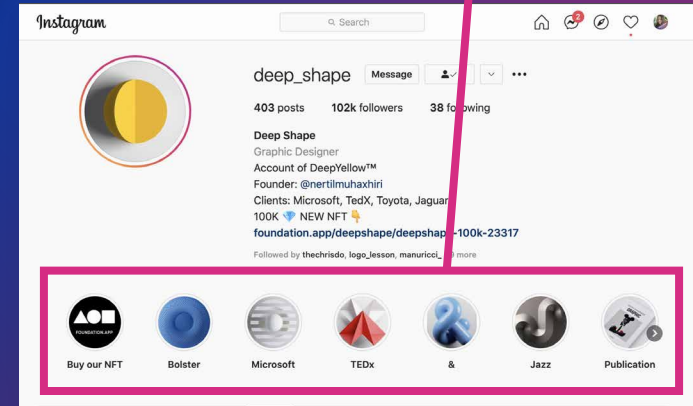 Instagram
Search
2
deep_shape Message
403 posts 102k followers 38 following
Deep Shape
Graphic Designer
Account of DeepYellow™
Founder: @nertilmuhaxhiri
Clients: Microsoft, TedX, Toyota, Jaguar
100K 💎 NEW NFT 👇
foundation.app/deepshape/deepshape-100k-23317
Followed by thechrisdo, logo_lesson, manuricci_ more
FOUNDATION.APP
Buy our NFT Bolster Microsoft TEDx & Jazz Publication